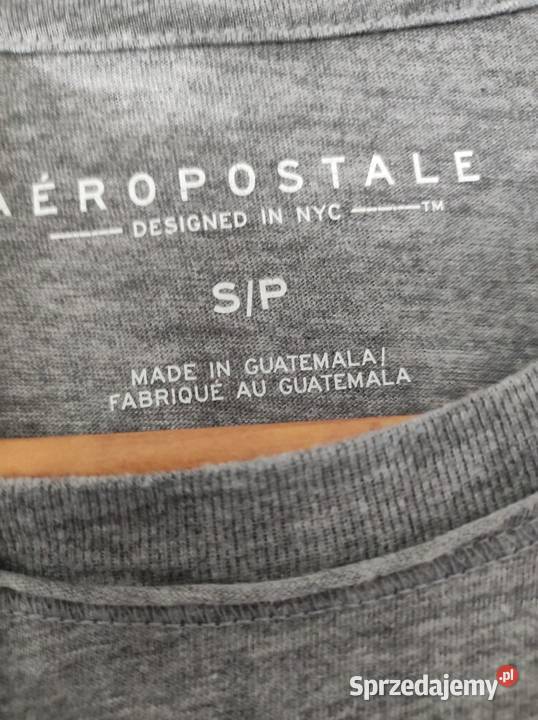 AÉROPOSTALE
DESIGNED IN NYC TM
S/P
MADE IN GUATEMALA/
FABRIQUÉ AU GUATEMALA
Sprzedajemy.pl